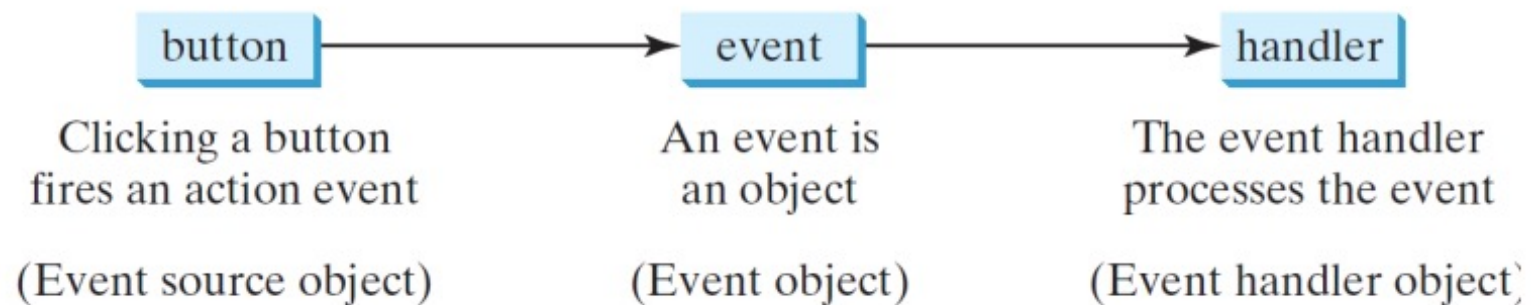 button event handler
Clicking a button An event is The event handler
fires an action event an object processes the event
(Event source object) (Event object) (Event handler object)